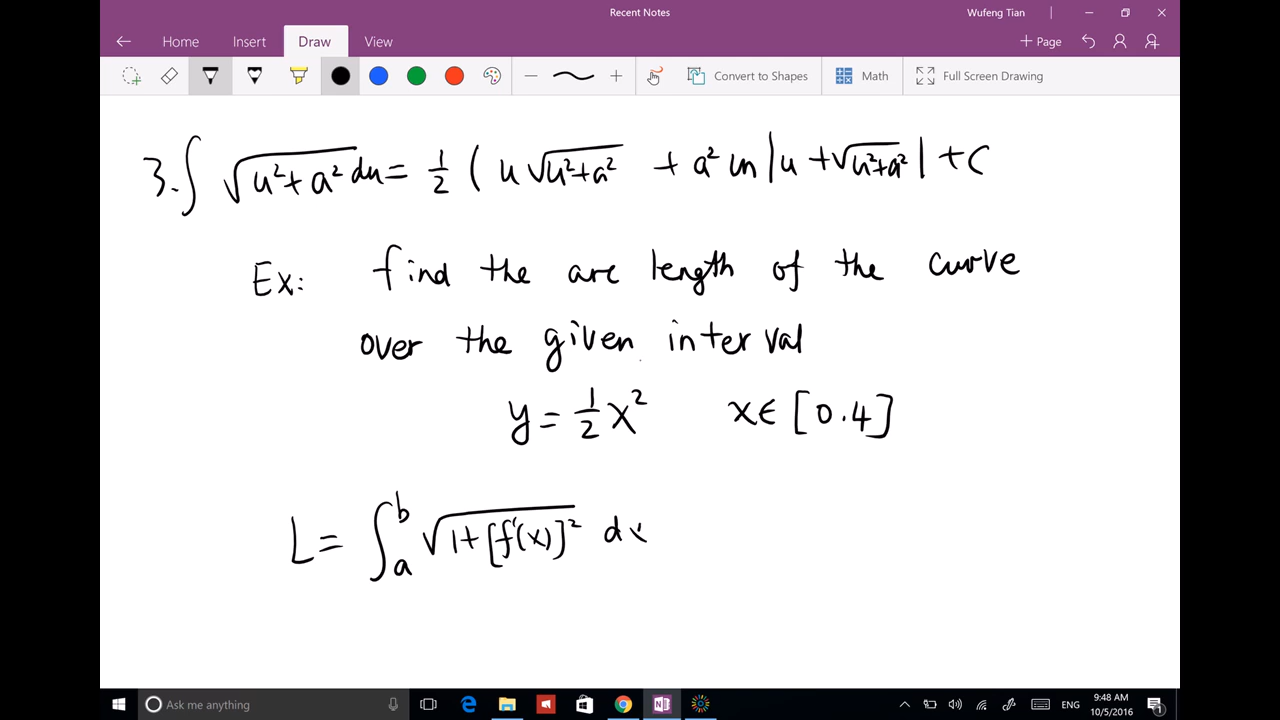 Recent Notes
Wufeng Tian
Home Insert Draw View
+ Page
Convert to Shapes
Math
Full Screen Drawing
3. ∫ √(u²+a²) du = 1/2 ( u √(u²+a²) + a² ln |u + √(u²+a²)| + C
Ex: find the arc length of the curve
over the given interval
y = 1/2 x² x ∈ [0.4]
L = ∫_a^b √(1+[f'(x)]²) dx
Ask me anything
ENG
9:48 AM
10/5/2016
1